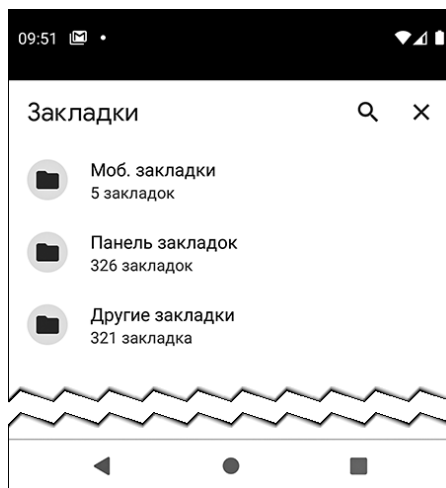 09:51
Закладки
Моб. закладки
5 закладок
Панель закладок
326 закладок
Другие закладки
321 закладка